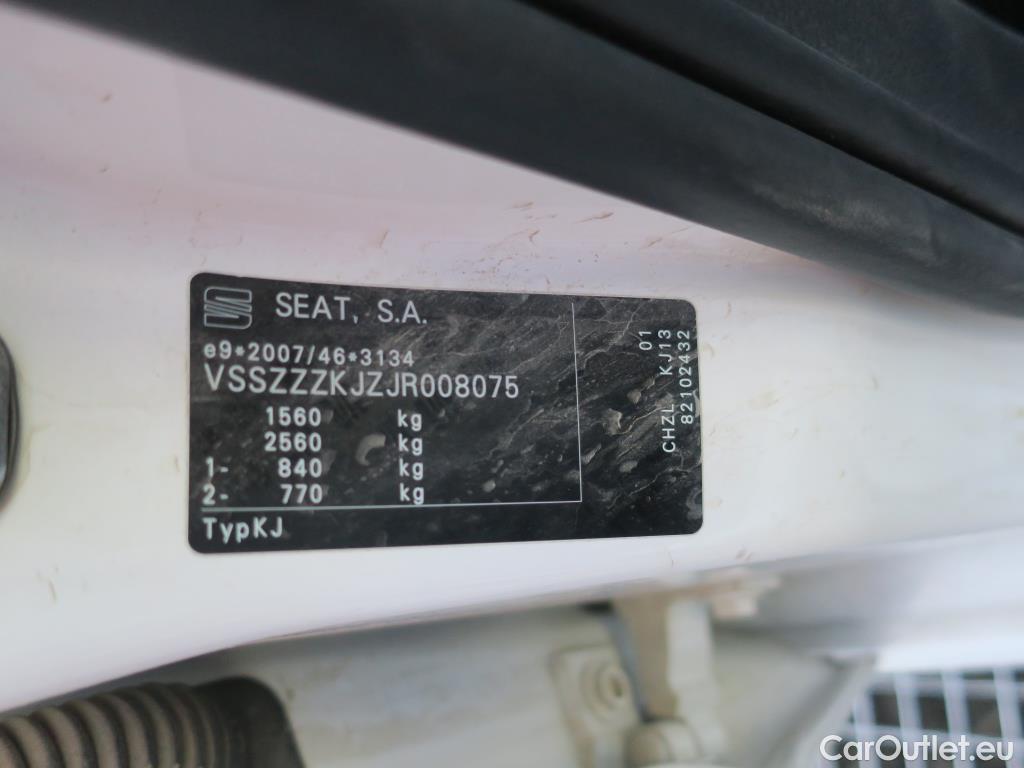 SEAT, S.A.
e9*2007/46*3134
VSSZZZKJZJR008075
1560 kg
2560 kg
1- 840 kg
2- 770 kg
TypKJ
01
CHZL KJ13
82102432
CarOutlet.eu